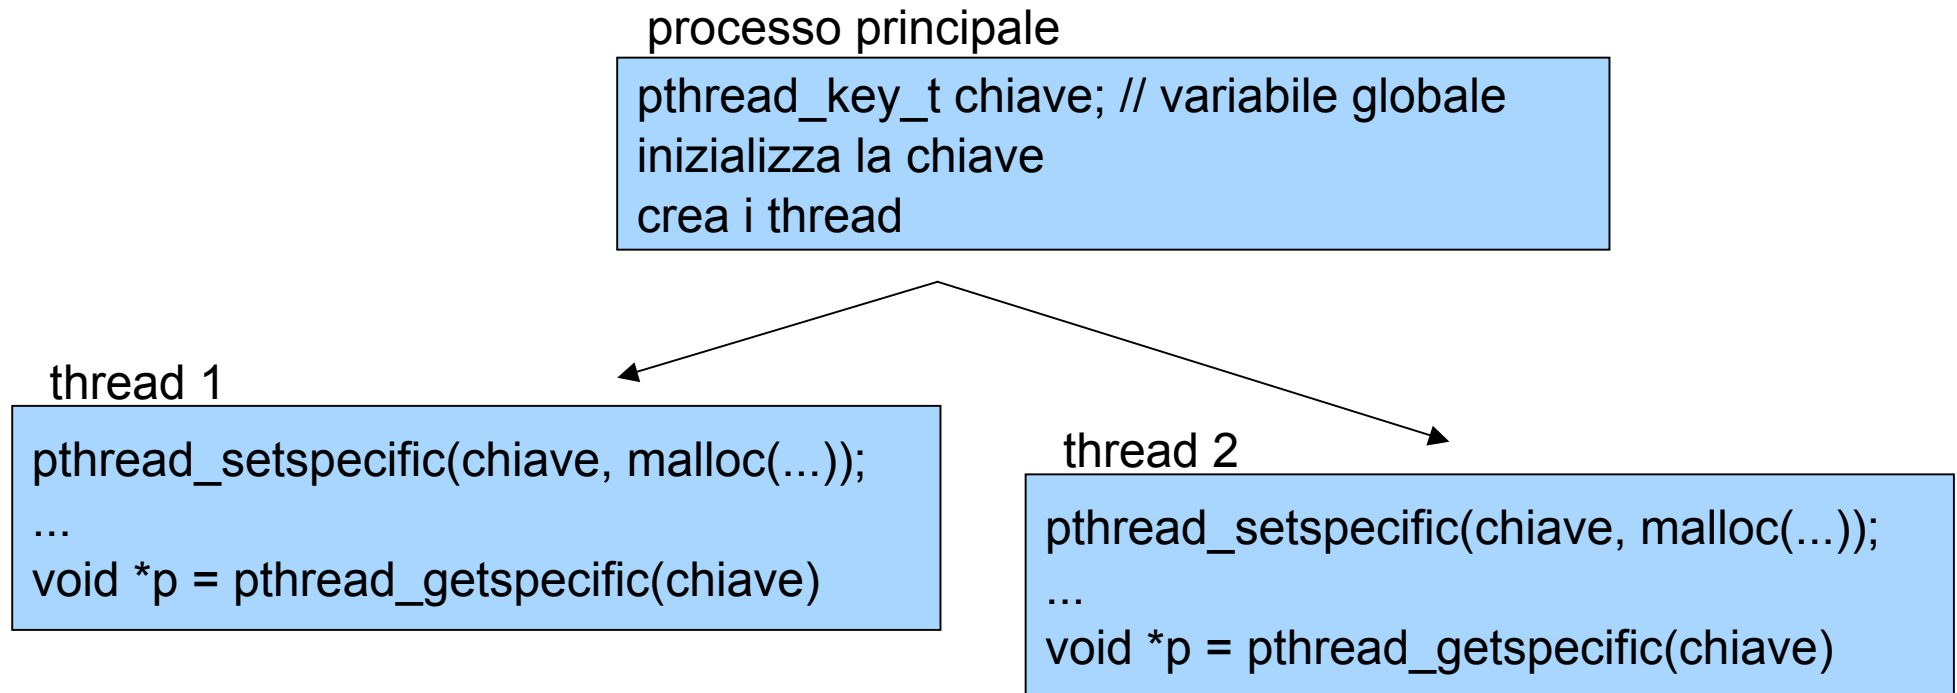 processo principale
pthread_key_t chiave; // variabile globale
inizializza la chiave
crea i thread
thread 1
pthread_setspecific(chiave, malloc(...));
...
void *p = pthread_getspecific(chiave)
thread 2
pthread_setspecific(chiave, malloc(...));
...
void *p = pthread_getspecific(chiave)